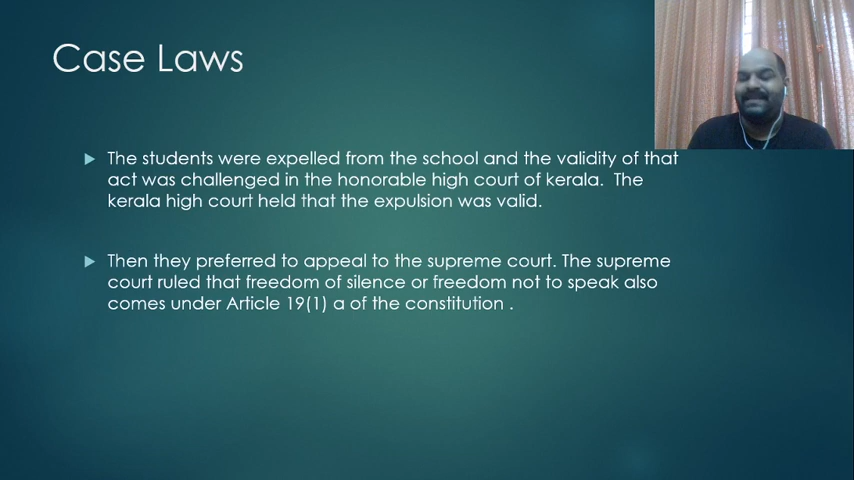 Case Laws
The students were expelled from the school and the validity of that
act was challenged in the honorable high court of kerala.  The
kerala high court held that the expulsion was valid.
Then they preferred to appeal to the supreme court. The supreme
court ruled that freedom of silence or freedom not to speak also
comes under Article 19(1) a of the constitution .